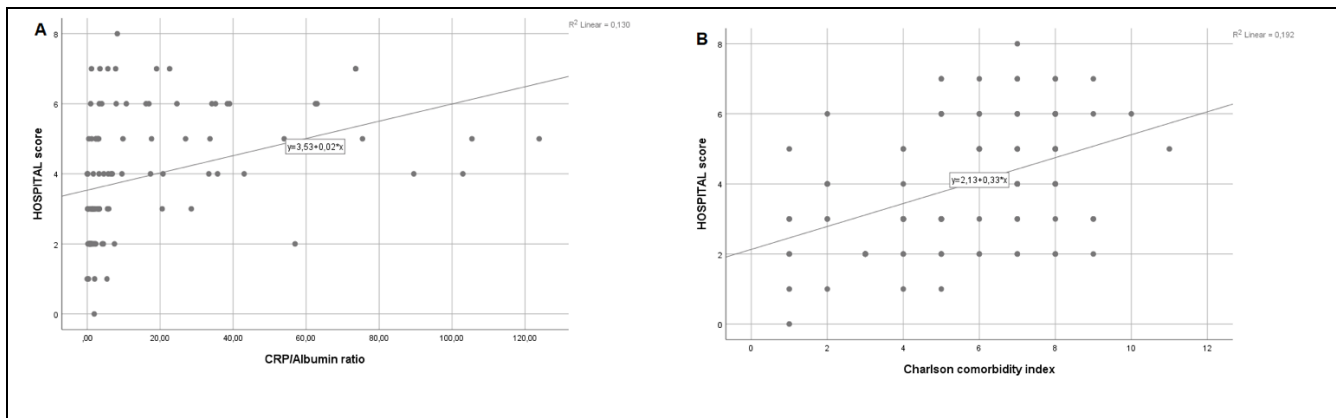 A
R² Linear = 0,130
HOSPITAL score
8
6
4
2
0
y=3,53+0,02*x
,00
20,00
40,00
60,00
80,00
100,00
120,00
CRP/Albumin ratio
B
R² Linear = 0,192
HOSPITAL score
8
6
4
2
0
y=2,13+0,33*x
0
2
4
6
8
10
12
Charlson comorbidity index